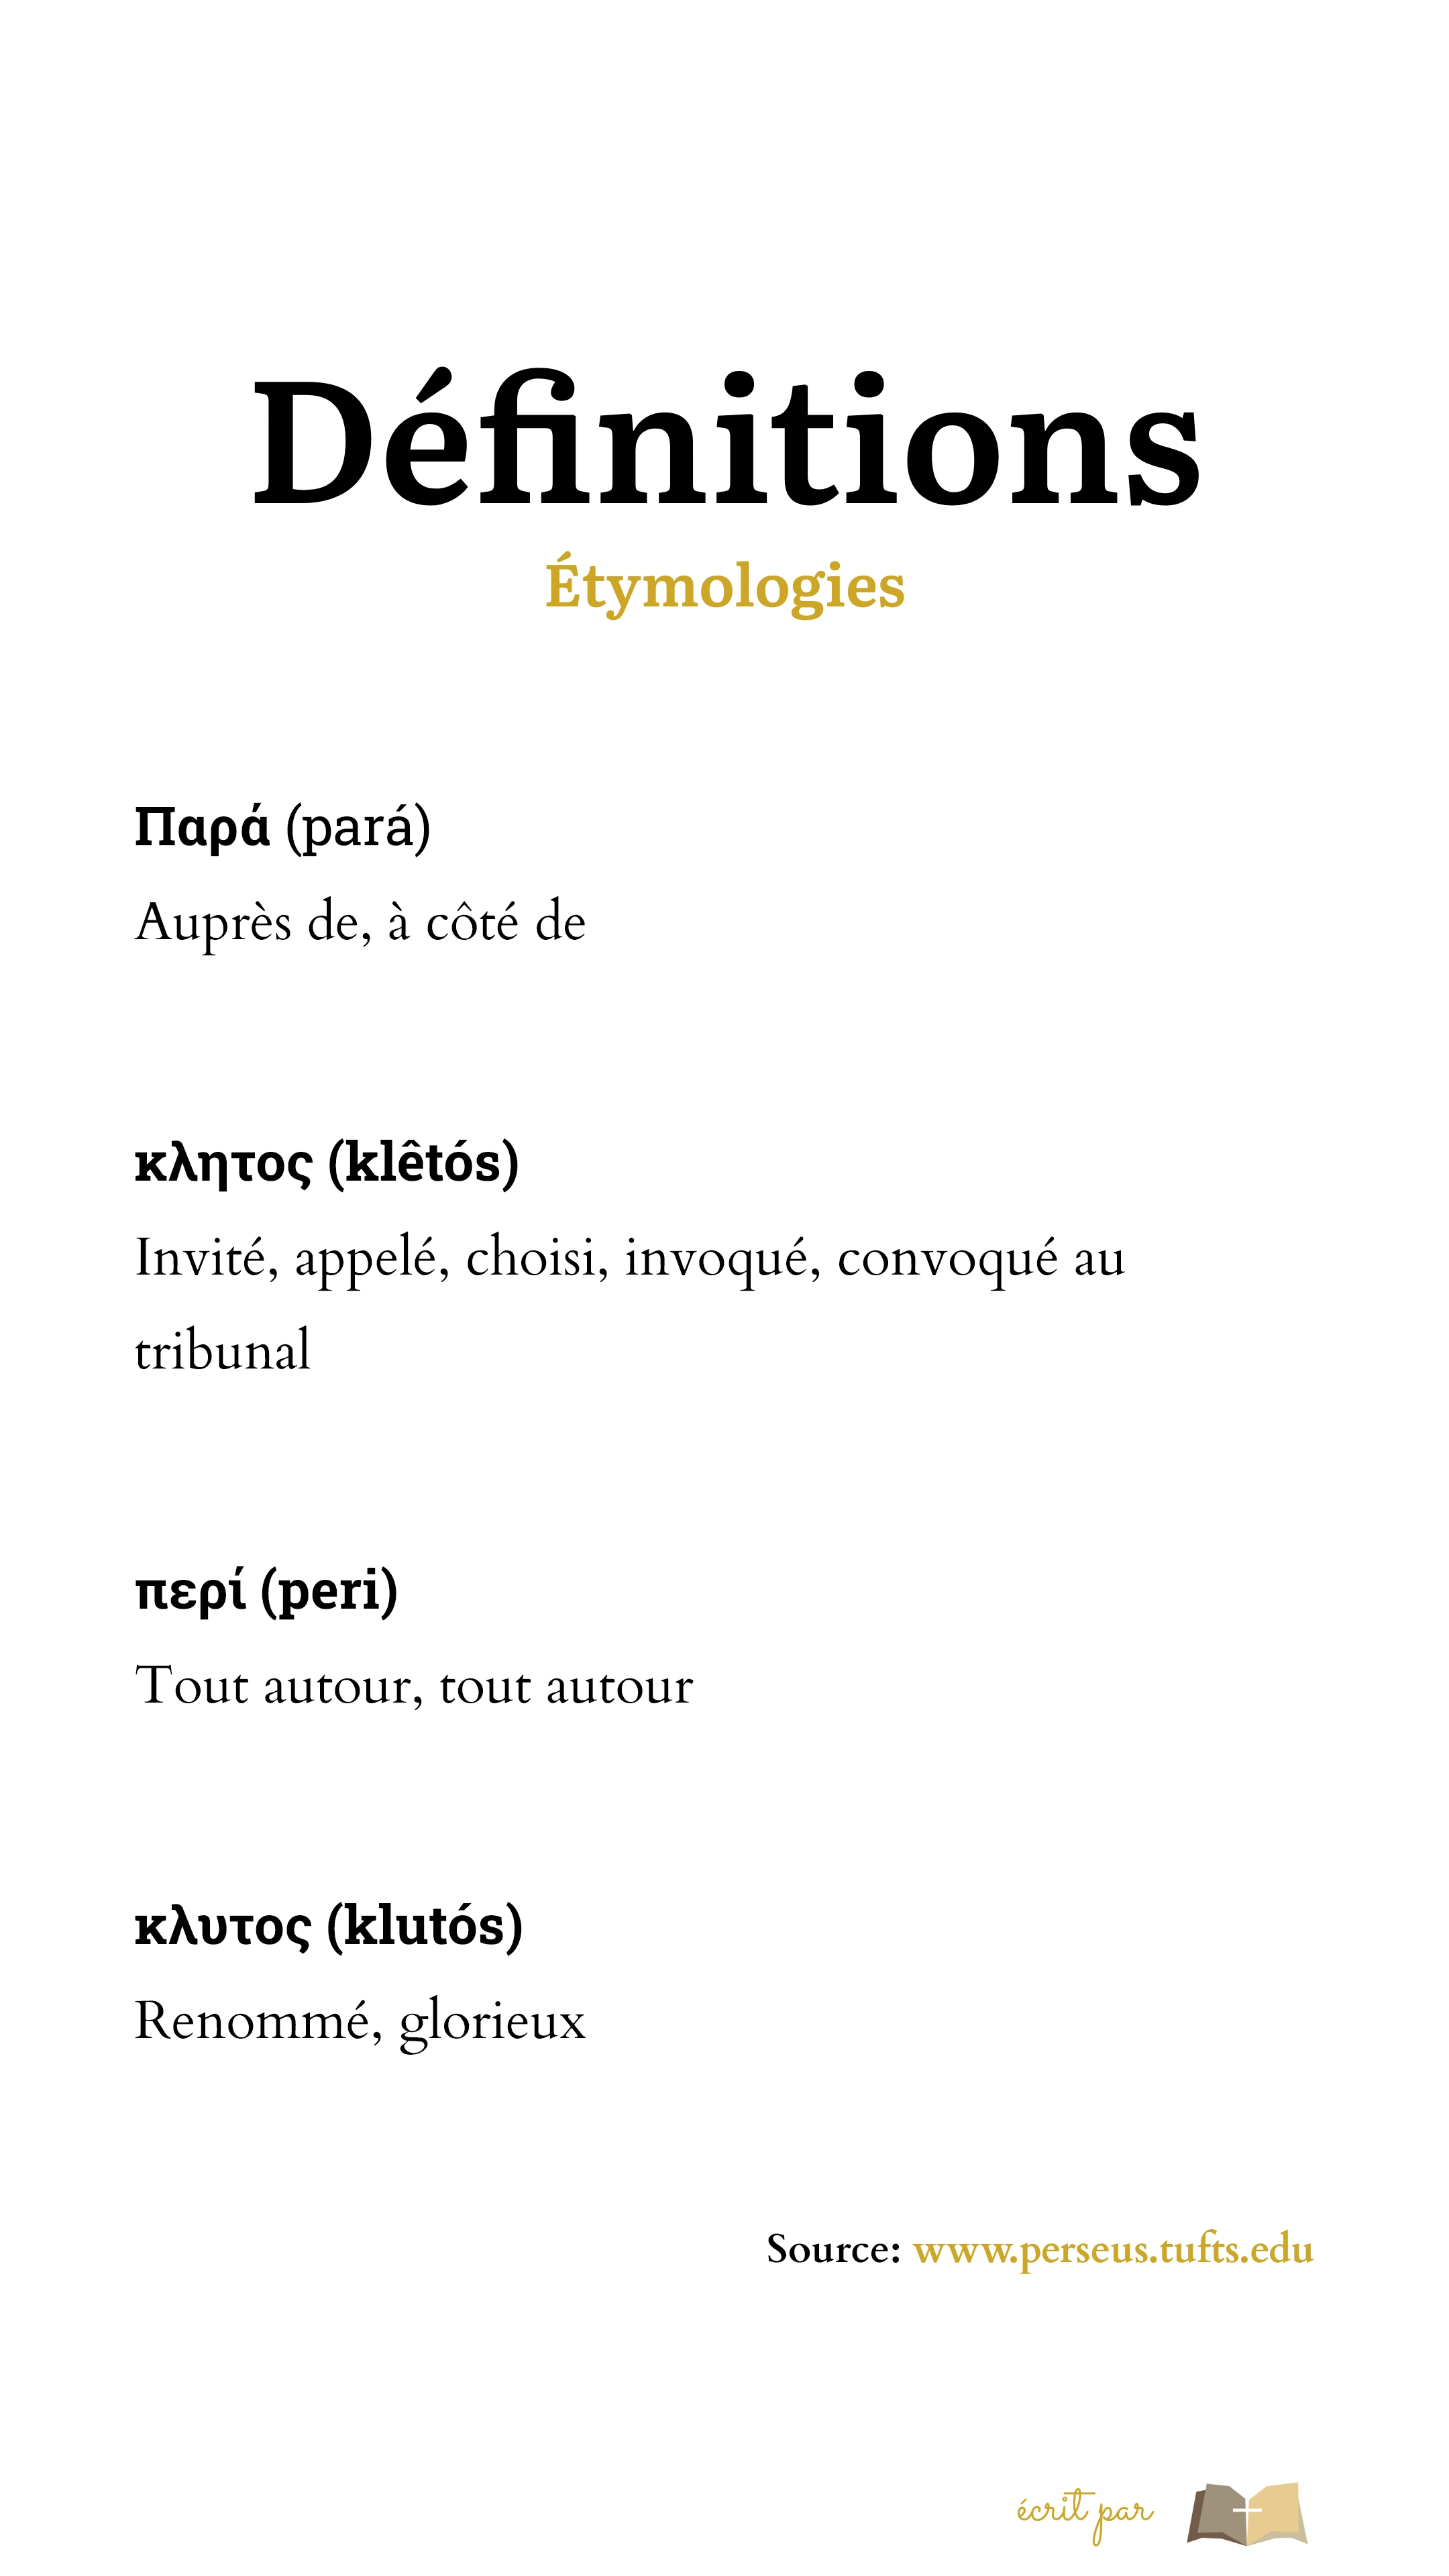 Définitions
Étymologies
Παρά (pará)
Auprès de, à côté de
κλητος (klêtós)
Invité, appelé, choisi, invoqué, convoqué au
tribunal
περί (peri)
Tout autour, tout autour
κλυτος (klutós)
Renommé, glorieux
Source: www.perseus.tufts.edu
écrit par